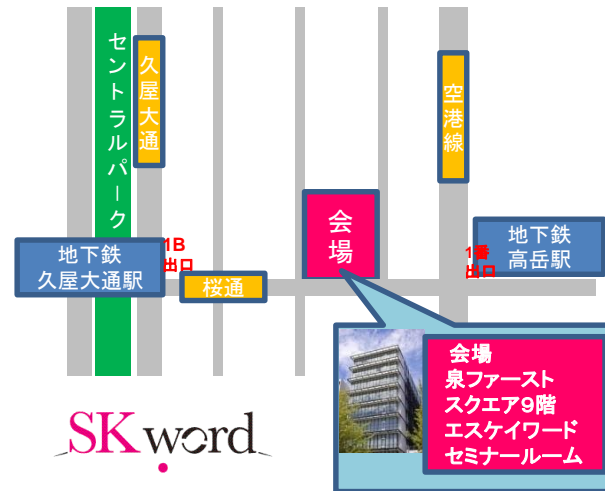 セントラルパーク
久屋大通
空港線
会場
地下鉄
久屋大通駅
1B
出口
桜通
1番
出口
地下鉄
高岳駅
会場
泉ファースト
スクエア9階
エスケイワード
セミナールーム
SK word